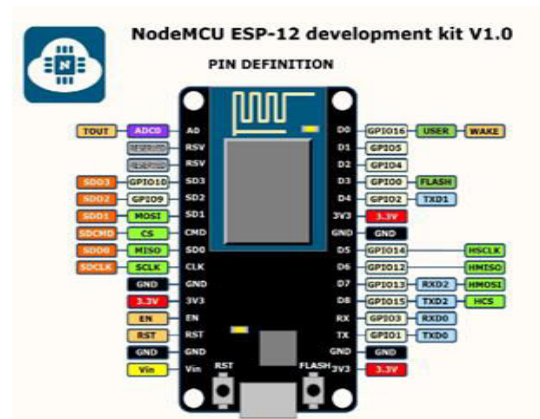 NodeMCU ESP-12 development kit V1.0
PIN DEFINITION
TOUT ADC0 A0 D0 GPIO16 USER WAKE
RESERVED RSV D1 GPIO5
RESERVED RSV D2 GPIO4
SDD3 GPIO10 SD3 D3 GPIO0 FLASH
SDD2 GPIO9 SD2 D4 GPIO2 TXD1
SDD1 MOSI SD1 3V3 3.3V
SDCMD CS CMD GND GND
SDD0 MISO SD0 D5 GPIO14 HSCLK
SDCLK SCLK CLK D6 GPIO12 HMISO
GND GND D7 GPIO13 RXD2 HMOSI
3.3V 3V3 D8 GPIO15 TXD2 HCS
EN EN RX GPIO3 RXD0
RST RST TX GPIO1 TXD0
GND GND GND GND
Vin Vin RST FLASH 3V3 3.3V